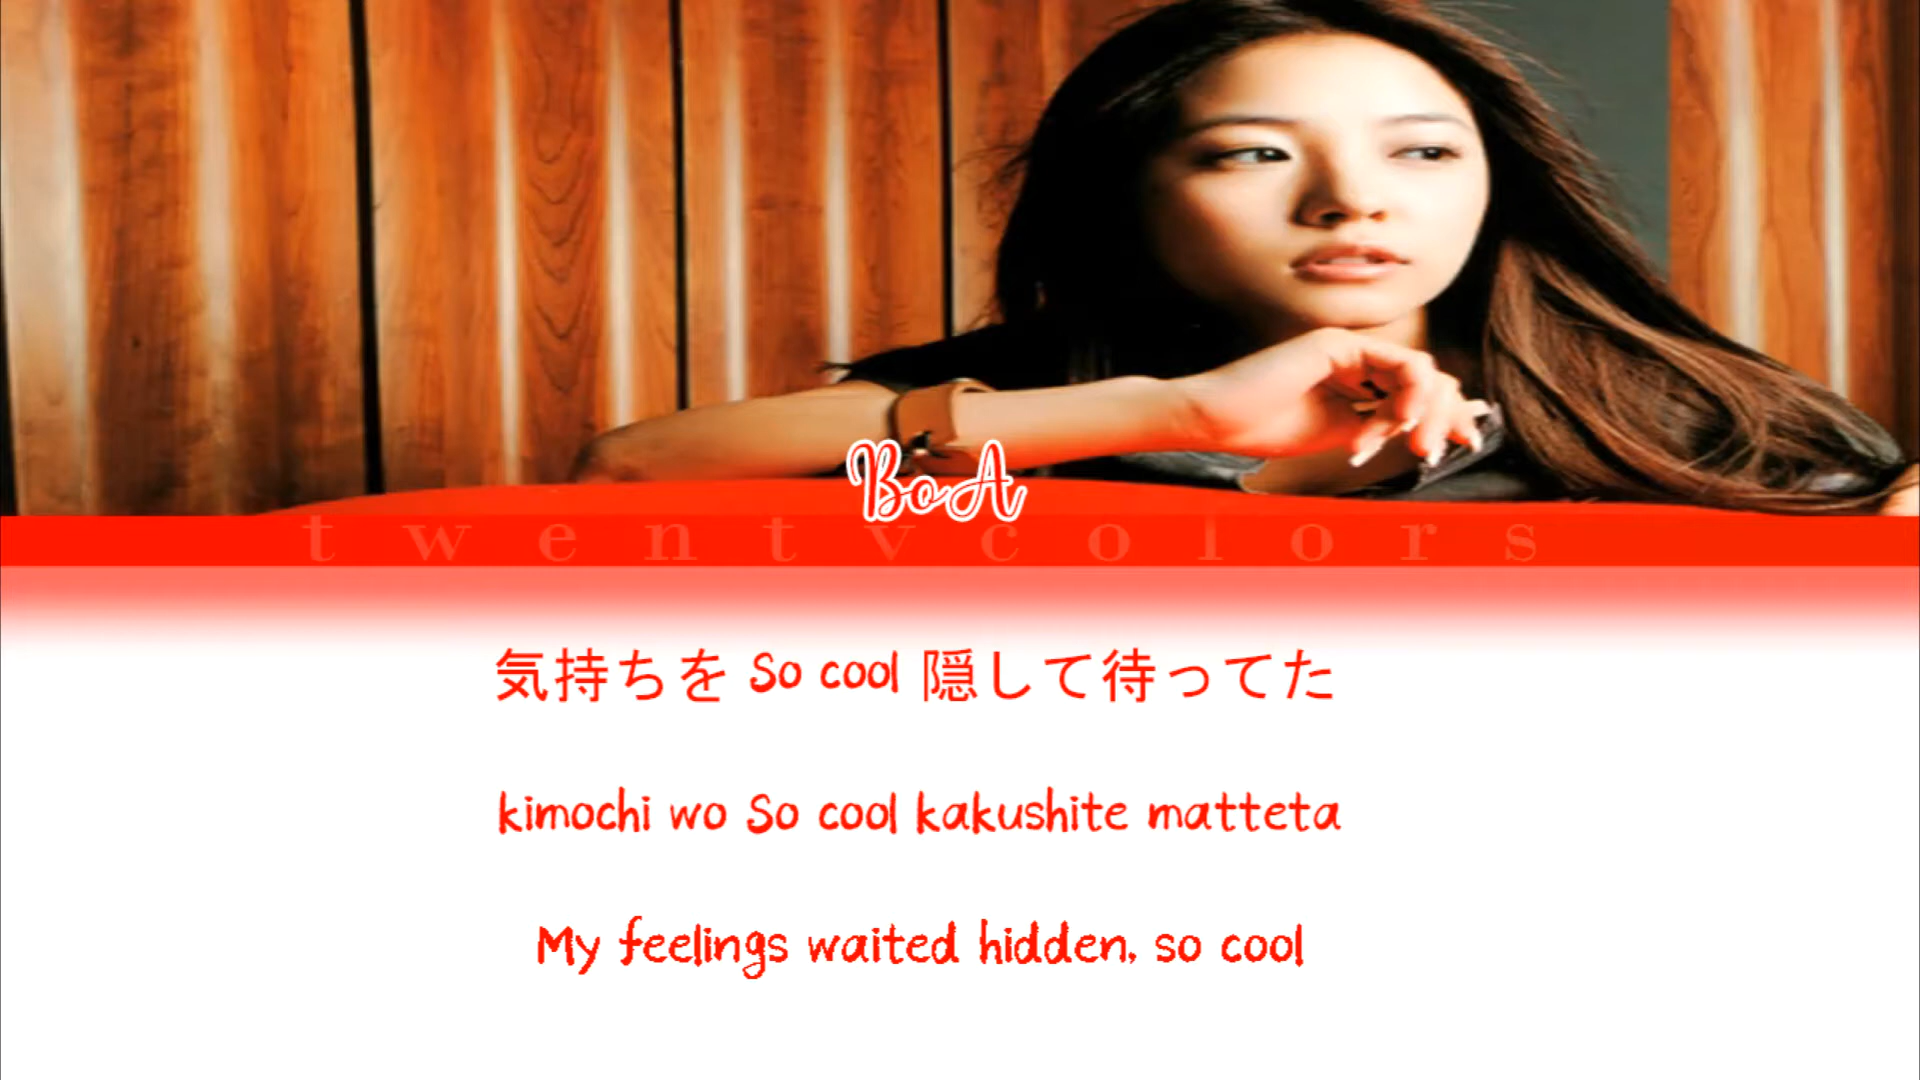 BoA
twentycolors
気持ちを So cool 隠して待ってた
kimochi wo So cool kakushite matteta
My feelings waited hidden, so cool